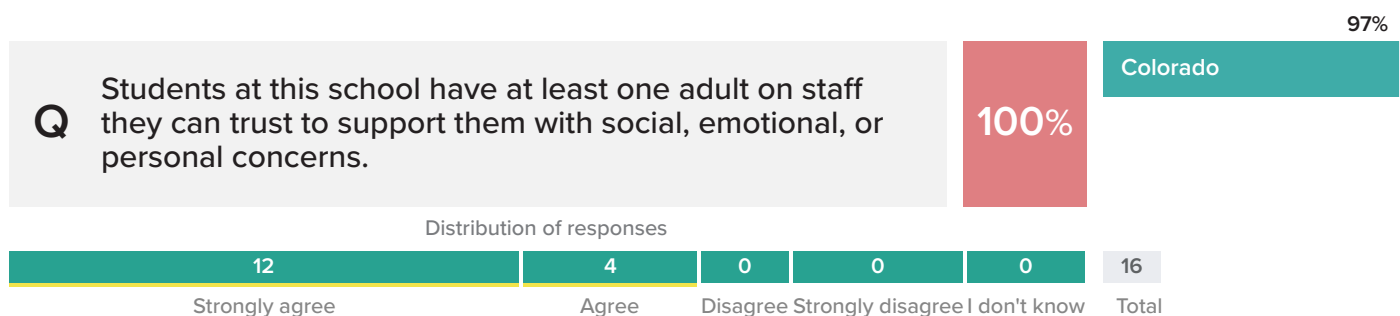 97%
Colorado
Q
Students at this school have at least one adult on staff
they can trust to support them with social, emotional, or
personal concerns.
100%
Distribution of responses
12 4 0 0 0 16
Strongly agree Agree Disagree Strongly disagree I don't know Total